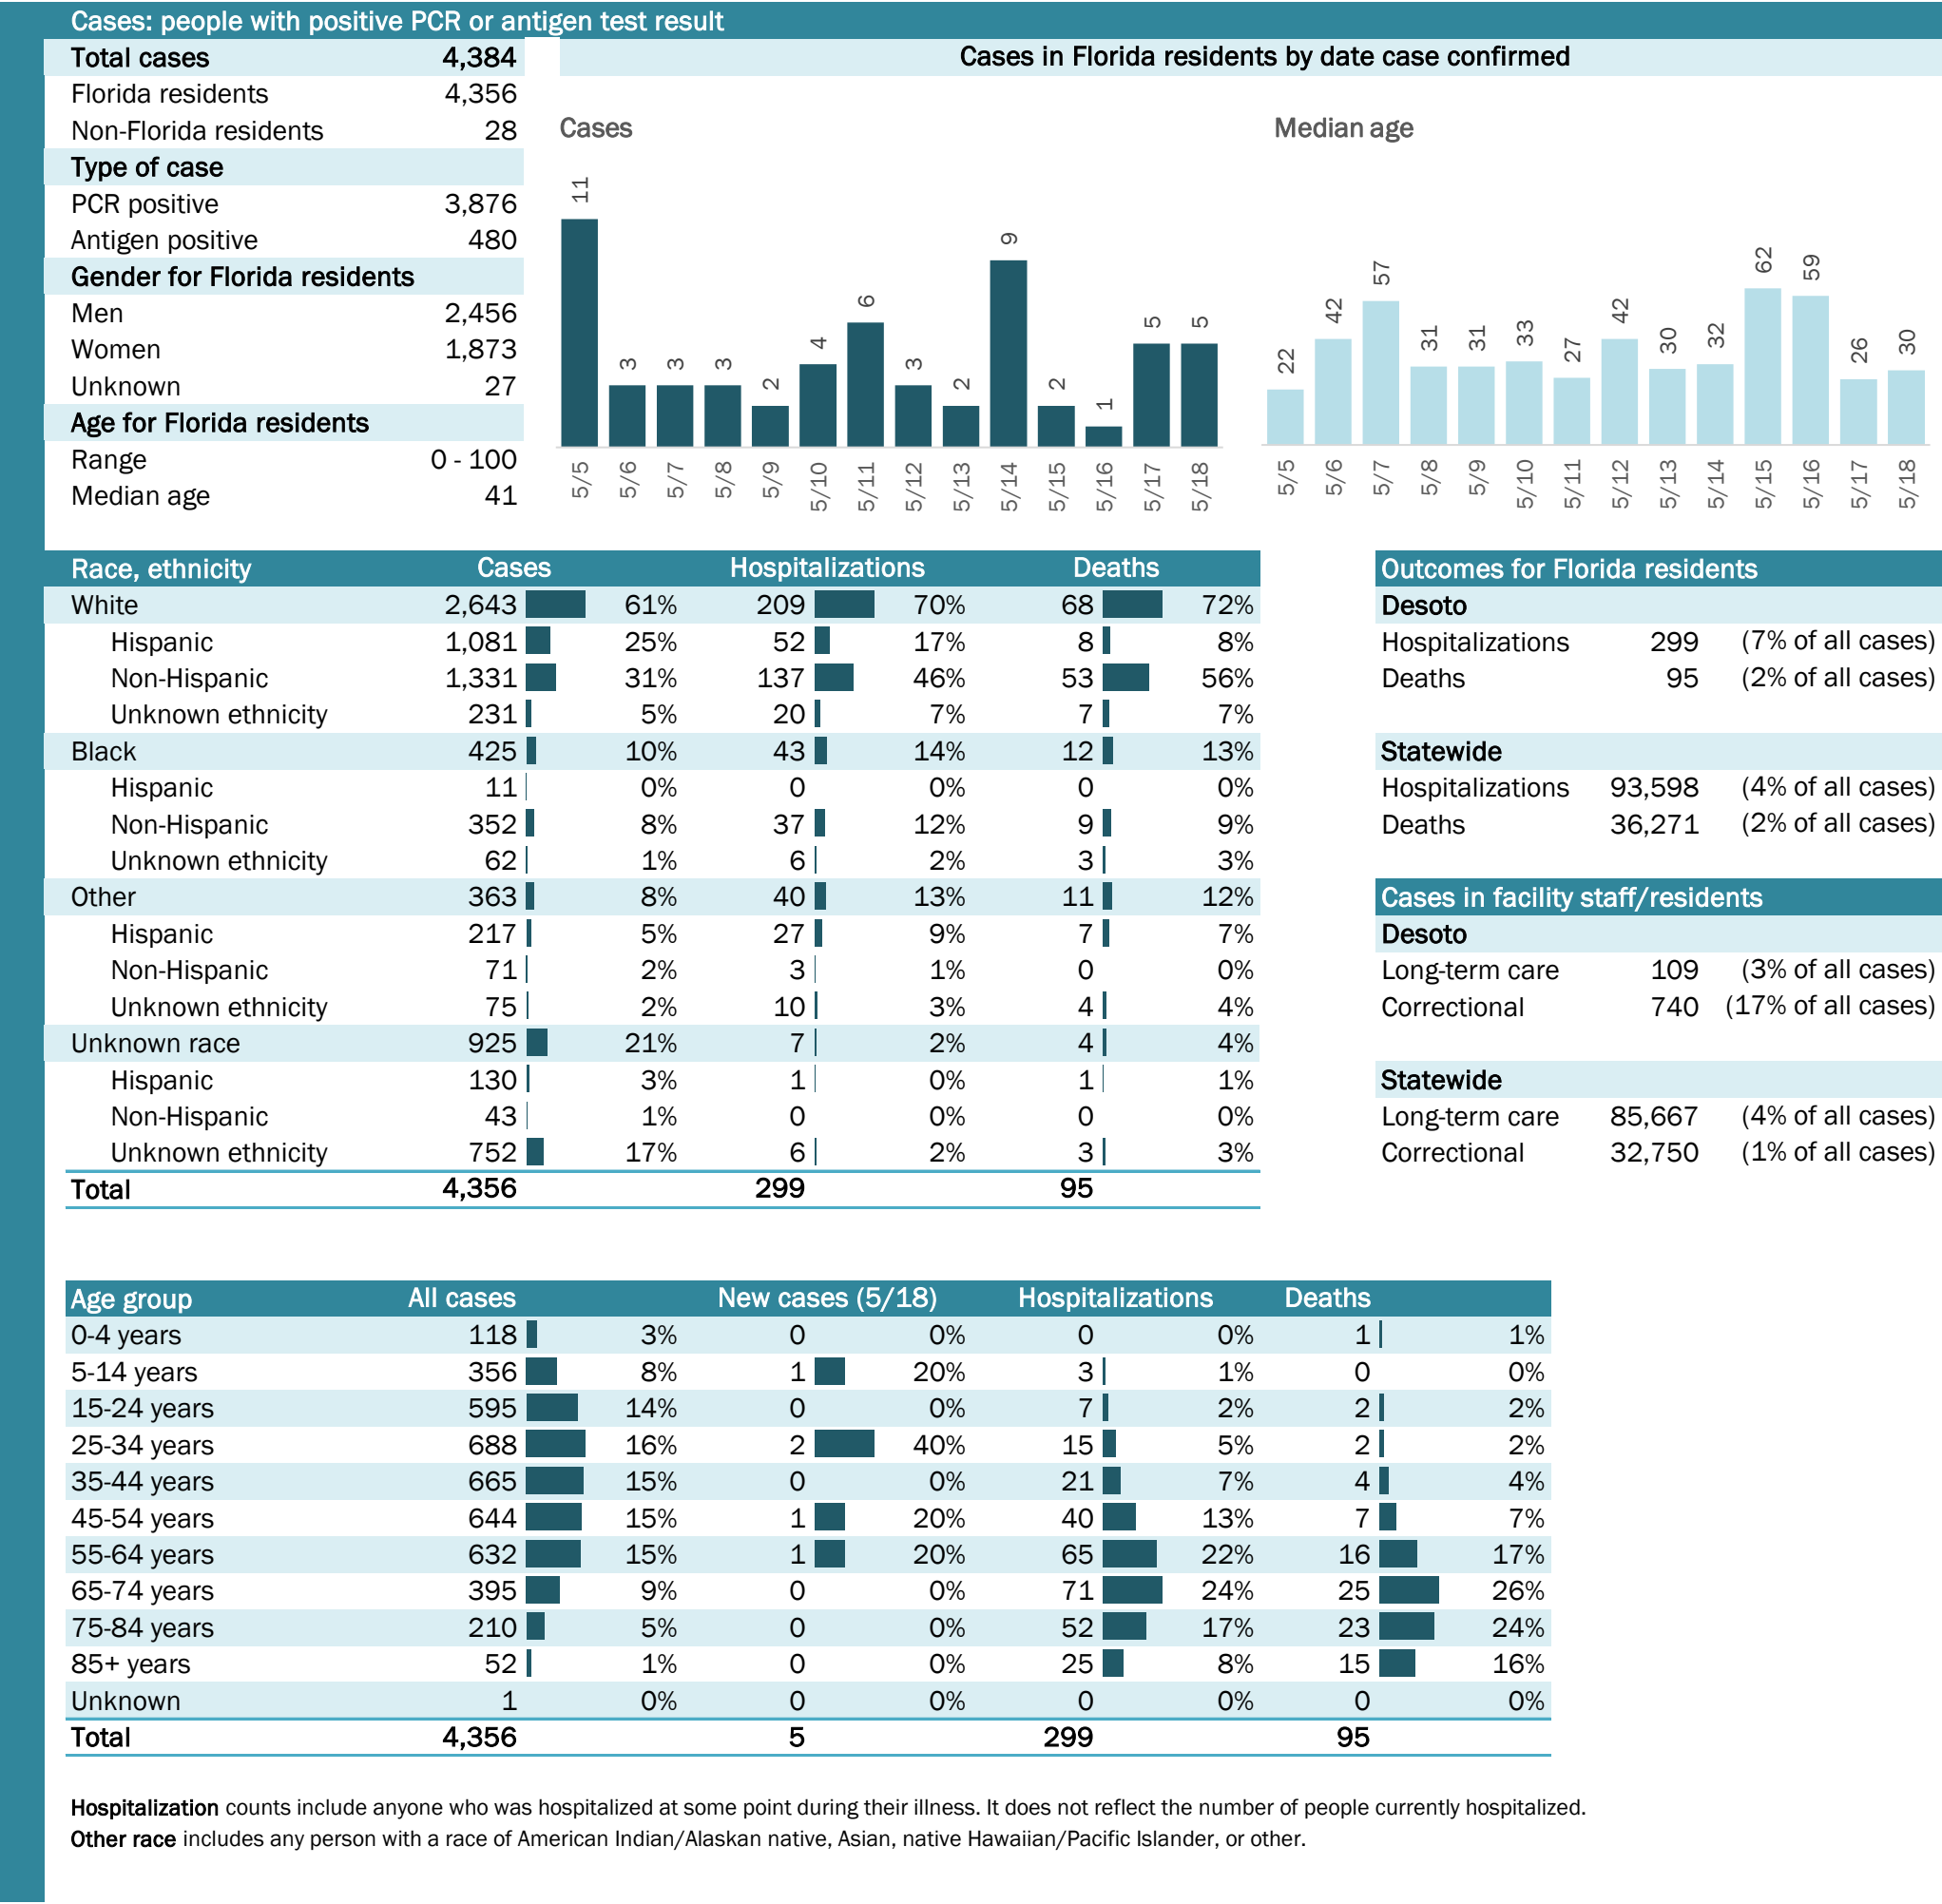 Cases: people with positive PCR or antigen test result
Total cases 4,384
Florida residents 4,356
Non-Florida residents 28
Type of case
PCR positive 3,876
Antigen positive 480
Gender for Florida residents
Men 2,456
Women 1,873
Unknown 27
Age for Florida residents
Range 0 - 100
Median age 41
Cases in Florida residents by date case confirmed
Cases
11 3 3 3 2 4 6 3 2 9 2 1 5 5
5/5 5/6 5/7 5/8 5/9 5/10 5/11 5/12 5/13 5/14 5/15 5/16 5/17 5/18
Median age
22 42 57 31 31 33 27 42 30 32 62 59 26 30
5/5 5/6 5/7 5/8 5/9 5/10 5/11 5/12 5/13 5/14 5/15 5/16 5/17 5/18
Race, ethnicity Cases Hospitalizations Deaths
White 2,643 61% 209 70% 68 72%
Hispanic 1,081 25% 52 17% 8 8%
Non-Hispanic 1,331 31% 137 46% 53 56%
Unknown ethnicity 231 5% 20 7% 7 7%
Black 425 10% 43 14% 12 13%
Hispanic 11 0% 0 0% 0 0%
Non-Hispanic 352 8% 37 12% 9 9%
Unknown ethnicity 62 1% 6 2% 3 3%
Other 363 8% 40 13% 11 12%
Hispanic 217 5% 27 9% 7 7%
Non-Hispanic 71 2% 3 1% 0 0%
Unknown ethnicity 75 2% 10 3% 4 4%
Unknown race 925 21% 7 2% 4 4%
Hispanic 130 3% 1 0% 1 1%
Non-Hispanic 43 1% 0 0% 0 0%
Unknown ethnicity 752 17% 6 2% 3 3%
Total 4,356 299 95
Outcomes for Florida residents
Desoto
Hospitalizations 299 (7% of all cases)
Deaths 95 (2% of all cases)
Statewide
Hospitalizations 93,598 (4% of all cases)
Deaths 36,271 (2% of all cases)
Cases in facility staff/residents
Desoto
Long-term care 109 (3% of all cases)
Correctional 740 (17% of all cases)
Statewide
Long-term care 85,667 (4% of all cases)
Correctional 32,750 (1% of all cases)
Age group All cases New cases (5/18) Hospitalizations Deaths
0-4 years 118 3% 0 0% 0 0% 1 1%
5-14 years 356 8% 1 20% 3 1% 0 0%
15-24 years 595 14% 0 0% 7 2% 2 2%
25-34 years 688 16% 2 40% 15 5% 2 2%
35-44 years 665 15% 0 0% 21 7% 4 4%
45-54 years 644 15% 1 20% 40 13% 7 7%
55-64 years 632 15% 1 20% 65 22% 16 17%
65-74 years 395 9% 0 0% 71 24% 25 26%
75-84 years 210 5% 0 0% 52 17% 23 24%
85+ years 52 1% 0 0% 25 8% 15 16%
Unknown 1 0% 0 0% 0 0% 0 0%
Total 4,356 5 299 95
Hospitalization counts include anyone who was hospitalized at some point during their illness. It does not reflect the number of people currently hospitalized.
Other race includes any person with a race of American Indian/Alaskan native, Asian, native Hawaiian/Pacific Islander, or other.